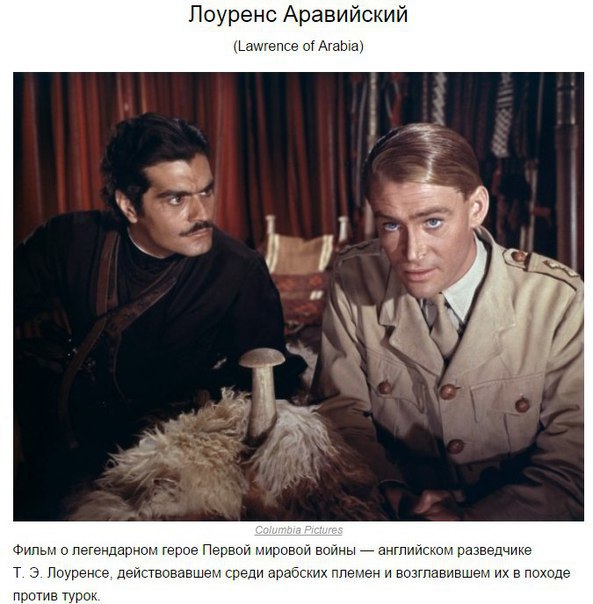 Лоуренс Аравийский
(Lawrence of Arabia)
Columbia Pictures
Фильм о легендарном герое Первой мировой войны — английском разведчике
Т. Э. Лоуренсе, действовавшем среди арабских племен и возглавившем их в походе
против турок.